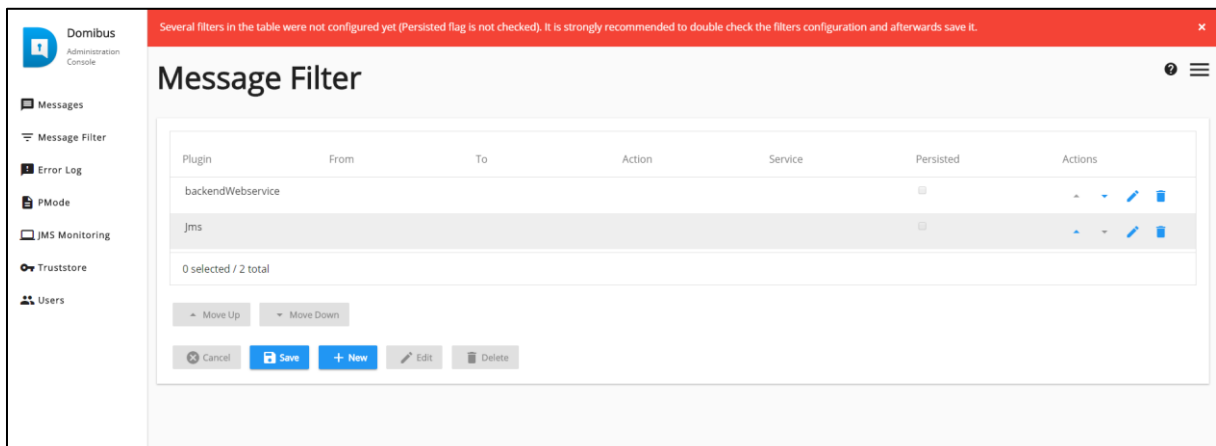 Domibus
Administration
Console
Messages
Message Filter
Error Log
PMode
JMS Monitoring
Truststore
Users
Several filters in the table were not configured yet (Persisted flag is not checked). It is strongly recommended to double check the filters configuration and afterwards save it.
Message Filter
Plugin From To Action Service Persisted Actions
backendWebservice
Jms
0 selected / 2 total
Move Up Move Down
Cancel Save New Edit Delete